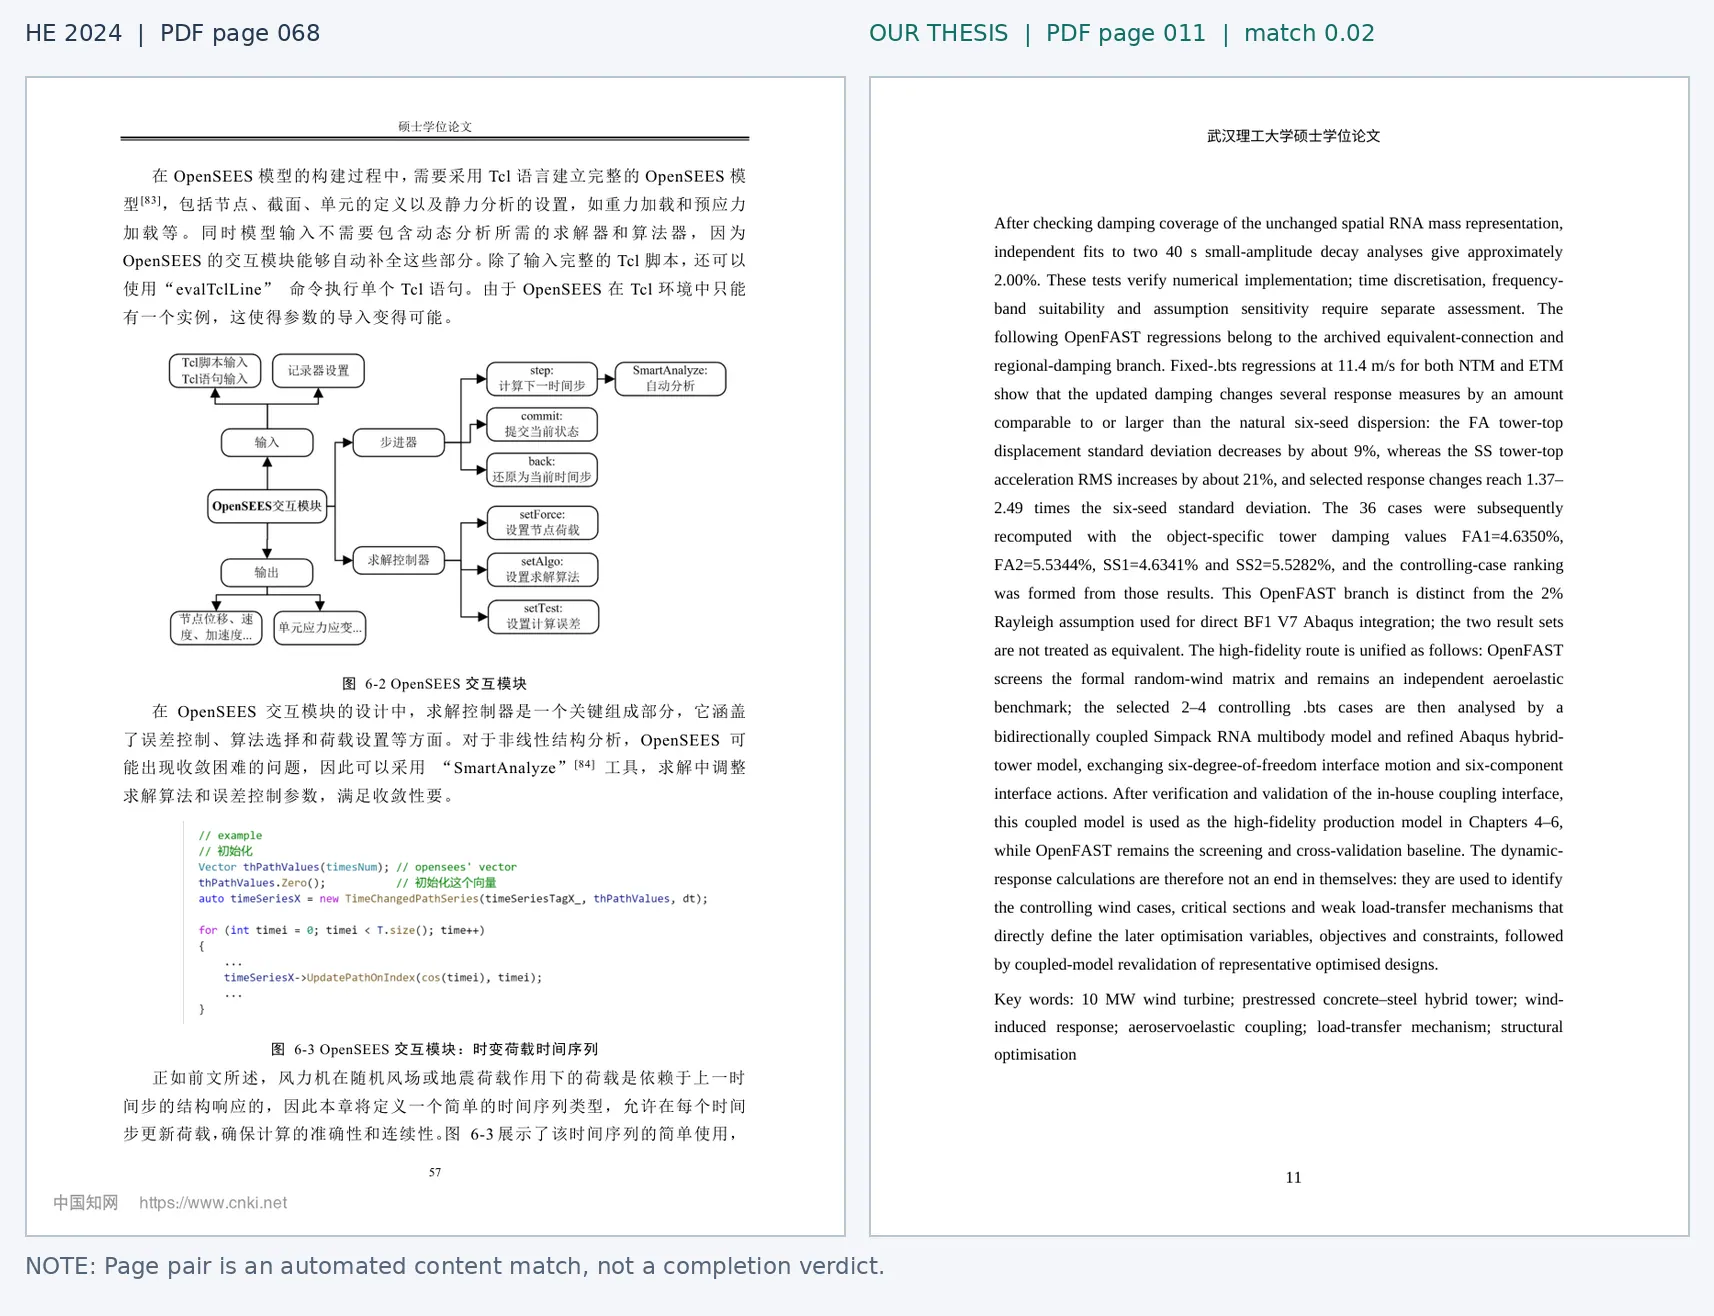 HE 2024 | PDF page 068
硕士学位论文
在 OpenSEES 模型的构建过程中，需要采用 Tcl 语言建立完整的 OpenSEES 模
型[83]，包括节点、截面、单元的定义以及静力分析的设置，如重力加载和预应力
加载等。同时模型输入不需要包含动态分析所需的求解器和算法器，因为
OpenSEES 的交互模块能够自动补全这些部分。除了输入完整的 Tcl 脚本，还可以
使用“evalTclLine” 命令执行单个 Tcl 语句。由于 OpenSEES 在 Tcl 环境中只能
有一个实例，这使得参数的导入变得可能。
Tcl脚本输入
Tcl语句输入
记录器设置
输入
OpenSEES交互模块
输出
节点位移、速
度、加速度...
单元应力应变...
步进器
求解控制器
step:
计算下一时间步
SmartAnalyze:
自动分析
commit:
提交当前状态
back:
还原为当前时间步
setForce:
设置节点荷载
setAlgo:
设置求解算法
setTest:
设置计算误差
图 6-2 OpenSEES 交互模块
在 OpenSEES 交互模块的设计中，求解控制器是一个关键组成部分，它涵盖
了误差控制、算法选择和荷载设置等方面。对于非线性结构分析，OpenSEES 可
能出现收敛困难的问题，因此可以采用 “SmartAnalyze”[84] 工具，求解中调整
求解算法和误差控制参数，满足收敛性要。
// example
// 初始化
Vector thPathValues(timesNum); // opensees' vector
thPathValues.Zero(); // 初始化这个向量
auto timeSeriesX = new TimeChangedPathSeries(timeSeriesTagX_, thPathValues, dt);
for (int timei = 0; timei < T.size(); time++)
{
...
timeSeriesX->UpdatePathOnIndex(cos(timei), timei);
...
}
图 6-3 OpenSEES 交互模块：时变荷载时间序列
正如前文所述，风力机在随机风场或地震荷载作用下的荷载是依赖于上一时
间步的结构响应的，因此本章将定义一个简单的时间序列类型，允许在每个时间
步更新荷载，确保计算的准确性和连续性。图 6-3 展示了该时间序列的简单使用，
57
中国知网 https://www.cnki.net
OUR THESIS | PDF page 011 | match 0.02
武汉理工大学硕士学位论文
After checking damping coverage of the unchanged spatial RNA mass representation,
independent fits to two 40 s small-amplitude decay analyses give approximately
2.00%. These tests verify numerical implementation; time discretisation, frequency-
band suitability and assumption sensitivity require separate assessment. The
following OpenFAST regressions belong to the archived equivalent-connection and
regional-damping branch. Fixed-.bts regressions at 11.4 m/s for both NTM and ETM
show that the updated damping changes several response measures by an amount
comparable to or larger than the natural six-seed dispersion: the FA tower-top
displacement standard deviation decreases by about 9%, whereas the SS tower-top
acceleration RMS increases by about 21%, and selected response changes reach 1.37–
2.49 times the six-seed standard deviation. The 36 cases were subsequently
recomputed with the object-specific tower damping values FA1=4.6350%,
FA2=5.5344%, SS1=4.6341% and SS2=5.5282%, and the controlling-case ranking
was formed from those results. This OpenFAST branch is distinct from the 2%
Rayleigh assumption used for direct BF1 V7 Abaqus integration; the two result sets
are not treated as equivalent. The high-fidelity route is unified as follows: OpenFAST
screens the formal random-wind matrix and remains an independent aeroelastic
benchmark; the selected 2–4 controlling .bts cases are then analysed by a
bidirectionally coupled Simpack RNA multibody model and refined Abaqus hybrid-
tower model, exchanging six-degree-of-freedom interface motion and six-component
interface actions. After verification and validation of the in-house coupling interface,
this coupled model is used as the high-fidelity production model in Chapters 4–6,
while OpenFAST remains the screening and cross-validation baseline. The dynamic-
response calculations are therefore not an end in themselves: they are used to identify
the controlling wind cases, critical sections and weak load-transfer mechanisms that
directly define the later optimisation variables, objectives and constraints, followed
by coupled-model revalidation of representative optimised designs.
Key words: 10 MW wind turbine; prestressed concrete–steel hybrid tower; wind-
induced response; aeroservoelastic coupling; load-transfer mechanism; structural
optimisation
11
NOTE: Page pair is an automated content match, not a completion verdict.